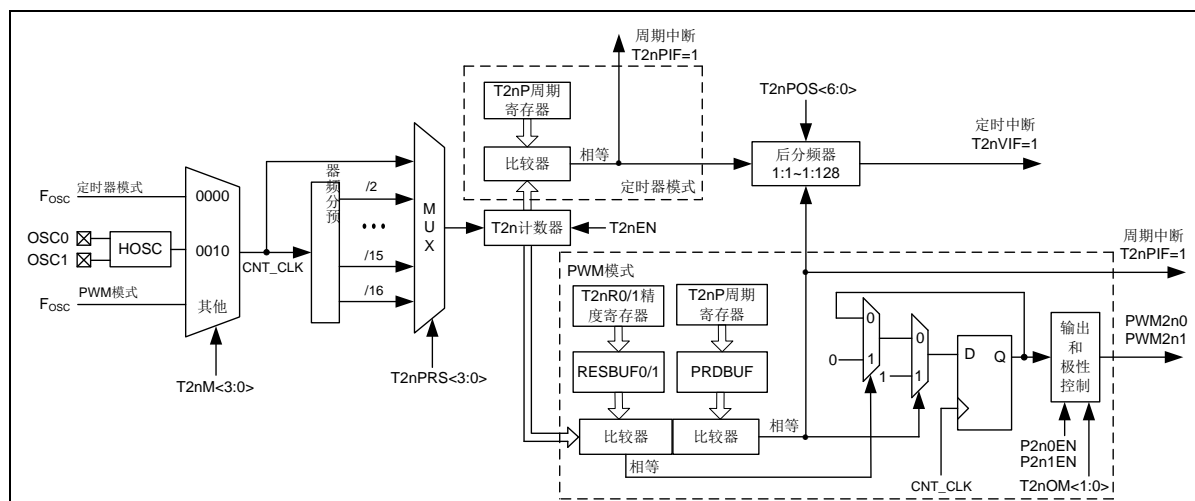 周期中断
T2nPIF=1
T2nP周期
寄存器
比较器
相等
定时器模式
T2nPOS<6:0>
后分频器
1:1~1:128
定时中断
T2nVIF=1
FOSC
定时器模式
0000
OSC0
OSC1
HOSC
0010
CNT_CLK
FOSC
PWM模式
其他
T2nM<3:0>
器频分预
/2
•••
/15
/16
MUX
T2nPRS<3:0>
T2n计数器
T2nEN
周期中断
T2nPIF=1
PWM模式
T2nR0/1精
度寄存器
T2nP周期
寄存器
RESBUF0/1
PRDBUF
比较器
比较器
相等
相等
0
0
1
0
1
1
D
Q
CNT_CLK
输出
和
极性
控制
PWM2n0
PWM2n1
P2n0EN
P2n1EN
T2nOM<1:0>